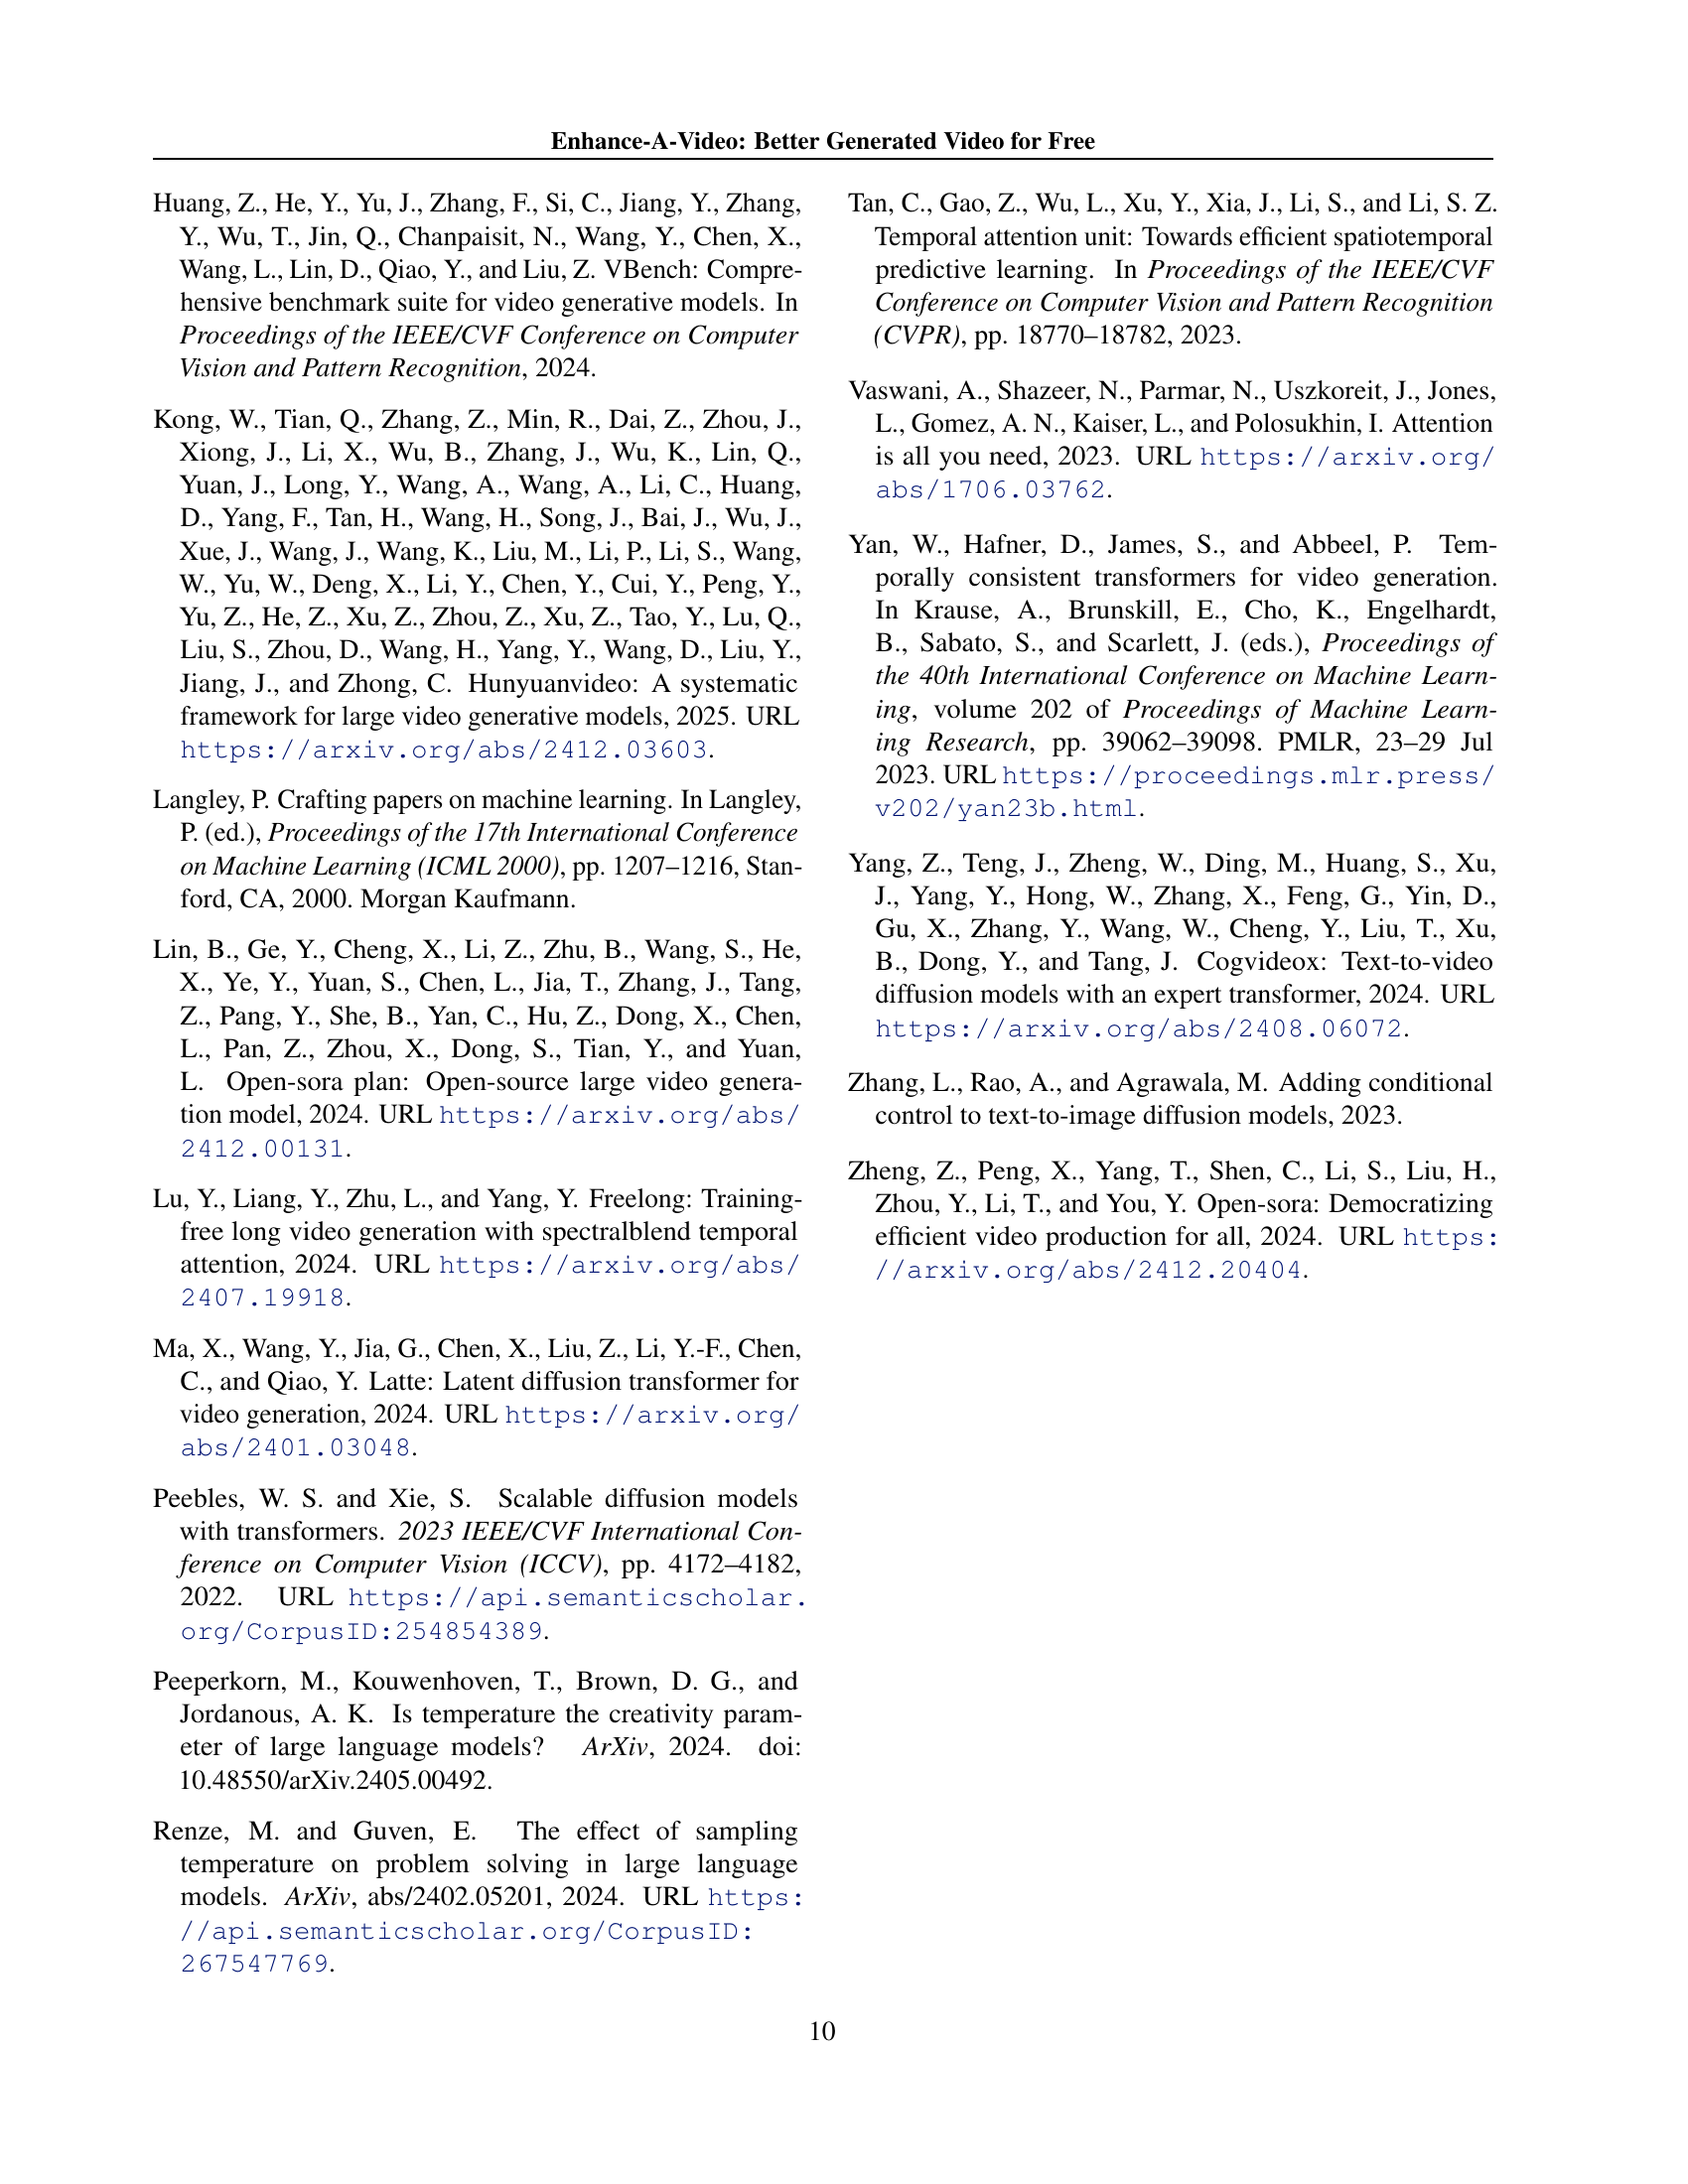 Enhance-A-Video: Better Generated Video for Free
Huang, Z., He, Y., Yu, J., Zhang, F., Si, C., Jiang, Y., Zhang,
Y., Wu, T., Jin, Q., Chanpaisit, N., Wang, Y., Chen, X.,
Wang, L., Lin, D., Qiao, Y., and Liu, Z. VBench: Compre-
hensive benchmark suite for video generative models. In
Proceedings of the IEEE/CVF Conference on Computer
Vision and Pattern Recognition, 2024.
Kong, W., Tian, Q., Zhang, Z., Min, R., Dai, Z., Zhou, J.,
Xiong, J., Li, X., Wu, B., Zhang, J., Wu, K., Lin, Q.,
Yuan, J., Long, Y., Wang, A., Wang, A., Li, C., Huang,
D., Yang, F., Tan, H., Wang, H., Song, J., Bai, J., Wu, J.,
Xue, J., Wang, J., Wang, K., Liu, M., Li, P., Li, S., Wang,
W., Yu, W., Deng, X., Li, Y., Chen, Y., Cui, Y., Peng, Y.,
Yu, Z., He, Z., Xu, Z., Zhou, Z., Xu, Z., Tao, Y., Lu, Q.,
Liu, S., Zhou, D., Wang, H., Yang, Y., Wang, D., Liu, Y.,
Jiang, J., and Zhong, C. Hunyuanvideo: A systematic
framework for large video generative models, 2025. URL
https://arxiv.org/abs/2412.03603.
Langley, P. Crafting papers on machine learning. In Langley,
P. (ed.), Proceedings of the 17th International Conference
on Machine Learning (ICML 2000), pp. 1207–1216, Stan-
ford, CA, 2000. Morgan Kaufmann.
Lin, B., Ge, Y., Cheng, X., Li, Z., Zhu, B., Wang, S., He,
X., Ye, Y., Yuan, S., Chen, L., Jia, T., Zhang, J., Tang,
Z., Pang, Y., She, B., Yan, C., Hu, Z., Dong, X., Chen,
L., Pan, Z., Zhou, X., Dong, S., Tian, Y., and Yuan,
L. Open-sora plan: Open-source large video genera-
tion model, 2024. URL https://arxiv.org/abs/
2412.00131.
Lu, Y., Liang, Y., Zhu, L., and Yang, Y. Freelong: Training-
free long video generation with spectralblend temporal
attention, 2024. URL https://arxiv.org/abs/
2407.19918.
Ma, X., Wang, Y., Jia, G., Chen, X., Liu, Z., Li, Y.-F., Chen,
C., and Qiao, Y. Latte: Latent diffusion transformer for
video generation, 2024. URL https://arxiv.org/
abs/2401.03048.
Peebles, W. S. and Xie, S. Scalable diffusion models
with transformers. 2023 IEEE/CVF International Con-
ference on Computer Vision (ICCV), pp. 4172–4182,
2022. URL https://api.semanticscholar.
org/CorpusID:254854389.
Peeperkorn, M., Kouwenhoven, T., Brown, D. G., and
Jordanous, A. K. Is temperature the creativity param-
eter of large language models? ArXiv, 2024. doi:
10.48550/arXiv.2405.00492.
Renze, M. and Guven, E. The effect of sampling
temperature on problem solving in large language
models. ArXiv, abs/2402.05201, 2024. URL https:
//api.semanticscholar.org/CorpusID:
267547769.
Tan, C., Gao, Z., Wu, L., Xu, Y., Xia, J., Li, S., and Li, S. Z.
Temporal attention unit: Towards efficient spatiotemporal
predictive learning. In Proceedings of the IEEE/CVF
Conference on Computer Vision and Pattern Recognition
(CVPR), pp. 18770–18782, 2023.
Vaswani, A., Shazeer, N., Parmar, N., Uszkoreit, J., Jones,
L., Gomez, A. N., Kaiser, L., and Polosukhin, I. Attention
is all you need, 2023. URL https://arxiv.org/
abs/1706.03762.
Yan, W., Hafner, D., James, S., and Abbeel, P. Tem-
porally consistent transformers for video generation.
In Krause, A., Brunskill, E., Cho, K., Engelhardt,
B., Sabato, S., and Scarlett, J. (eds.), Proceedings of
the 40th International Conference on Machine Learn-
ing, volume 202 of Proceedings of Machine Learn-
ing Research, pp. 39062–39098. PMLR, 23–29 Jul
2023. URL https://proceedings.mlr.press/
v202/yan23b.html.
Yang, Z., Teng, J., Zheng, W., Ding, M., Huang, S., Xu,
J., Yang, Y., Hong, W., Zhang, X., Feng, G., Yin, D.,
Gu, X., Zhang, Y., Wang, W., Cheng, Y., Liu, T., Xu,
B., Dong, Y., and Tang, J. Cogvideox: Text-to-video
diffusion models with an expert transformer, 2024. URL
https://arxiv.org/abs/2408.06072.
Zhang, L., Rao, A., and Agrawala, M. Adding conditional
control to text-to-image diffusion models, 2023.
Zheng, Z., Peng, X., Yang, T., Shen, C., Li, S., Liu, H.,
Zhou, Y., Li, T., and You, Y. Open-sora: Democratizing
efficient video production for all, 2024. URL https:
//arxiv.org/abs/2412.20404.
10